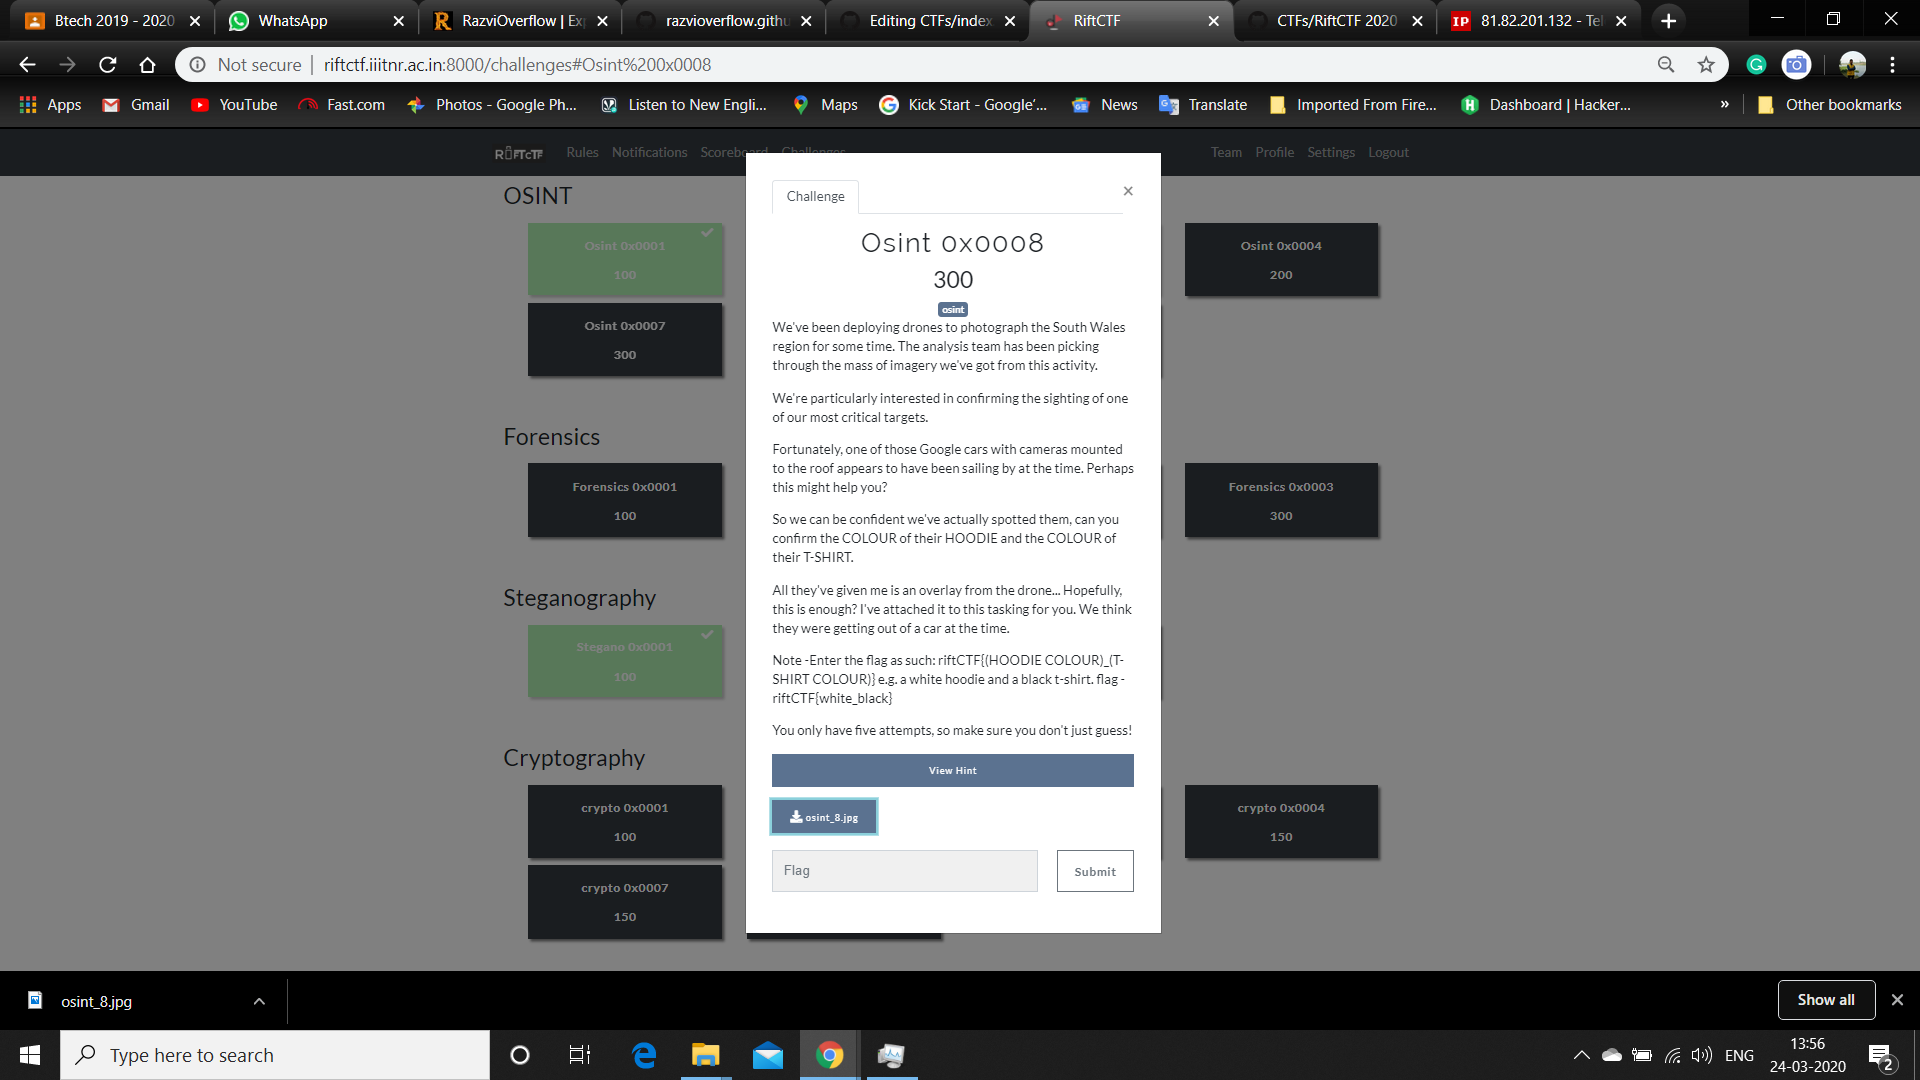 Btech 2019 - 2020
WhatsApp
RazviOverflow | Exp
razvioverflow.githu
Editing CTFs/index
RiftCTF
CTFs/RiftCTF 2020
IP 81.82.201.132 - Tel
Not secure | riftctf.iiitnr.ac.in:8000/challenges#Osint%200x0008
Apps
Gmail
YouTube
Fast.com
Photos - Google Ph...
Listen to New Engli...
Maps
Kick Start - Google'...
News
Translate
Imported From Fire...
Dashboard | Hacker...
»
Other bookmarks
Rules Notifications Scoreboard Challenges
Team Profile Settings Logout
OSINT
Osint 0x0001
100
Osint 0x0004
200
Osint 0x0007
300
Forensics
Forensics 0x0001
100
Forensics 0x0003
300
Steganography
Stegano 0x0001
100
Cryptography
crypto 0x0001
100
crypto 0x0004
150
crypto 0x0007
150
Challenge
×
Osint 0x0008
300
osint
We've been deploying drones to photograph the South Wales
region for some time. The analysis team has been picking
through the mass of imagery we've got from this activity.
We're particularly interested in confirming the sighting of one
of our most critical targets.
Fortunately, one of those Google cars with cameras mounted
to the roof appears to have been sailing by at the time. Perhaps
this might help you?
So we can be confident we've actually spotted them, can you
confirm the COLOUR of their HOODIE and the COLOUR of
their T-SHIRT.
All they've given me is an overlay from the drone... Hopefully,
this is enough? I've attached it to this tasking for you. We think
they were getting out of a car at the time.
Note -Enter the flag as such: riftCTF{(HOODIE COLOUR)_(T-
SHIRT COLOUR)} e.g. a white hoodie and a black t-shirt. flag -
riftCTF{white_black}
You only have five attempts, so make sure you don't just guess!
View Hint
osint_8.jpg
Flag
Submit
osint_8.jpg
Show all
Type here to search
ENG
13:56
24-03-2020
2